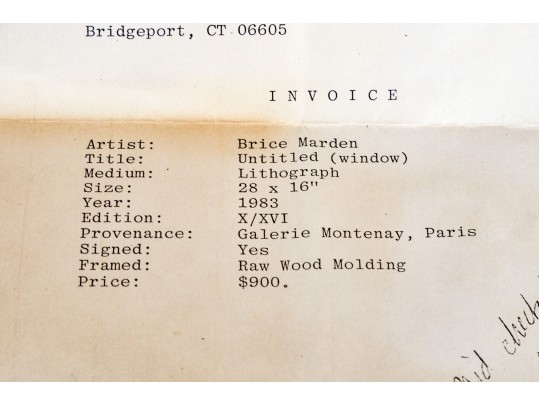 Bridgeport, CT 06605
INVOICE
Artist: Brice Marden
Title: Untitled (window)
Medium: Lithograph
Size: 28 x 16"
Year: 1983
Edition: X/XVI
Provenance: Galerie Montenay, Paris
Signed: Yes
Framed: Raw Wood Molding
Price: $900.